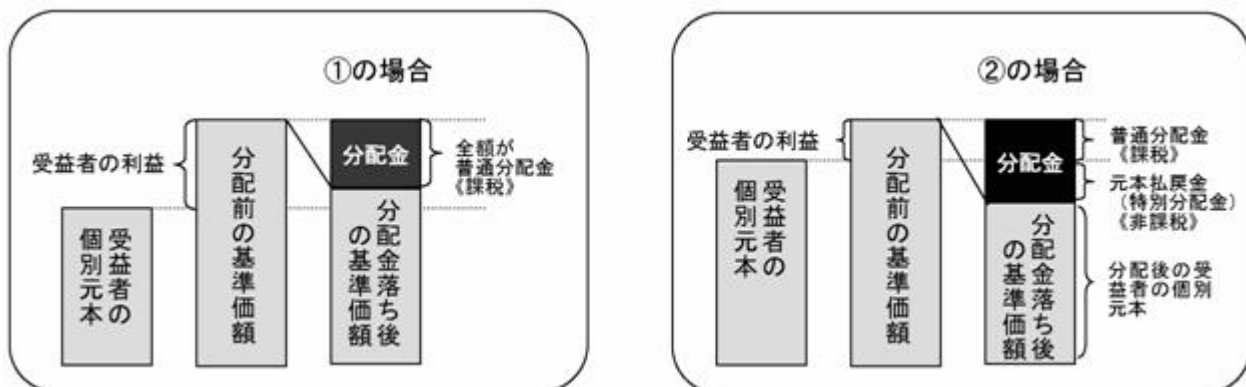 ①の場合
受益者の利益
分配金
全額が
普通分配金
《課税》
受益者の
個別元本
分配前の基準価額
分配金落ち後
の基準価額
②の場合
受益者の利益
分配金
普通分配金
《課税》
元本払戻金
(特別分配金)
《非課税》
受益者の
個別元本
分配前の基準価額
分配金落ち後
の基準価額
分配後の受
益者の個別
元本